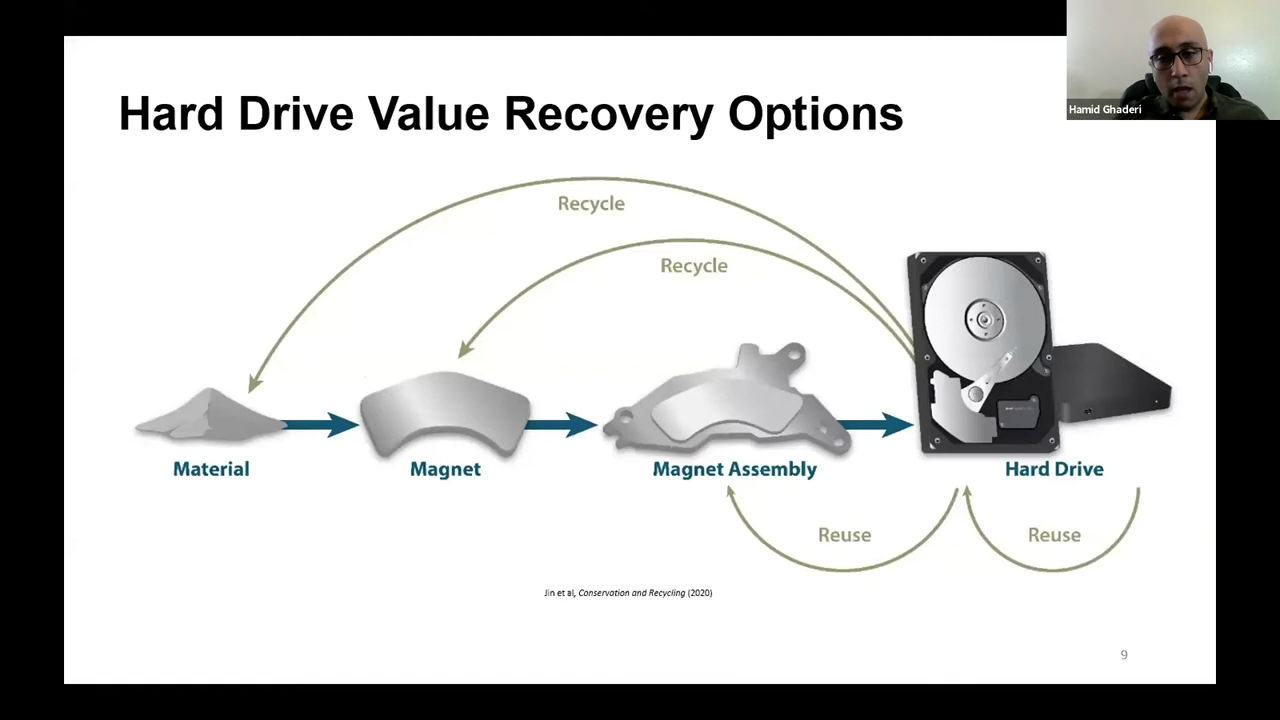 Hamid Ghaderi
Hard Drive Value Recovery Options
Recycle
Recycle
Material
Magnet
Magnet Assembly
Hard Drive
Reuse
Reuse
Jin et al, Conservation and Recycling (2020)
9